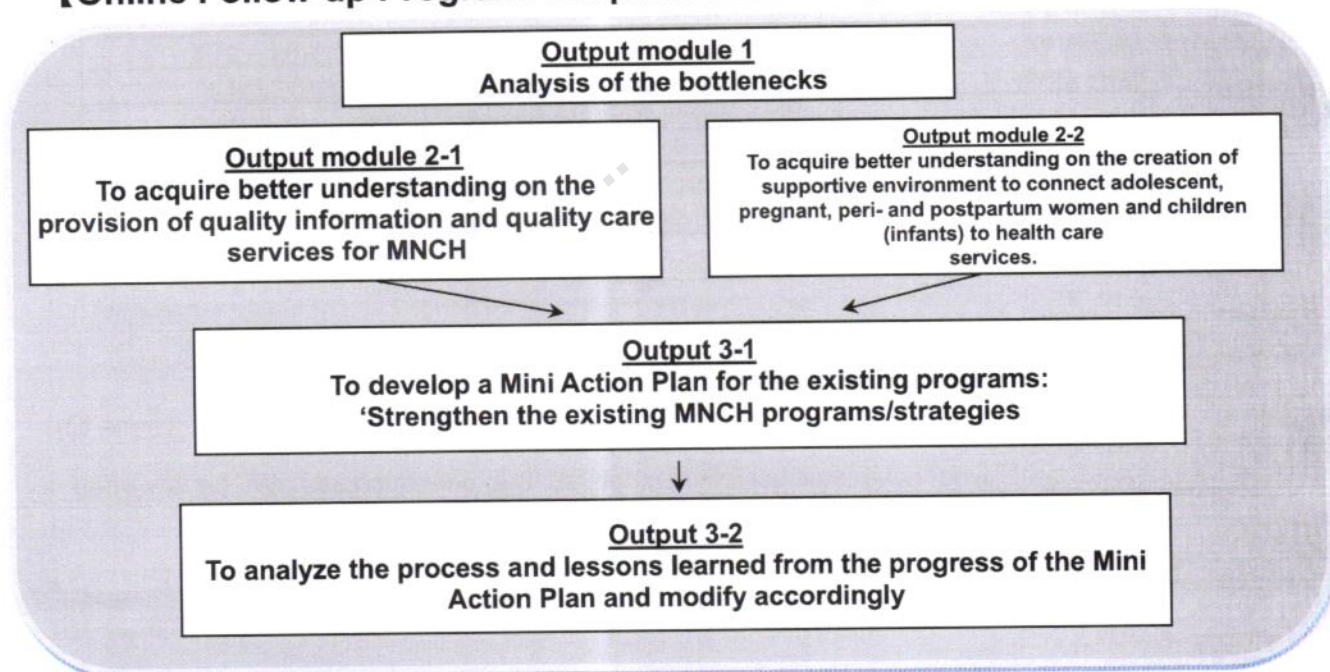 【Online Follow-up Program
Output module 1
Analysis of the bottlenecks
Output module 2-1
To acquire better understanding on the
provision of quality information and quality care
services for MNCH
Output module 2-2
To acquire better understanding on the creation of
supportive environment to connect adolescent,
pregnant, peri- and postpartum women and children
(infants) to health care
services.
Output 3-1
To develop a Mini Action Plan for the existing programs:
‘Strengthen the existing MNCH programs/strategies
Output 3-2
To analyze the process and lessons learned from the progress of the Mini
Action Plan and modify accordingly